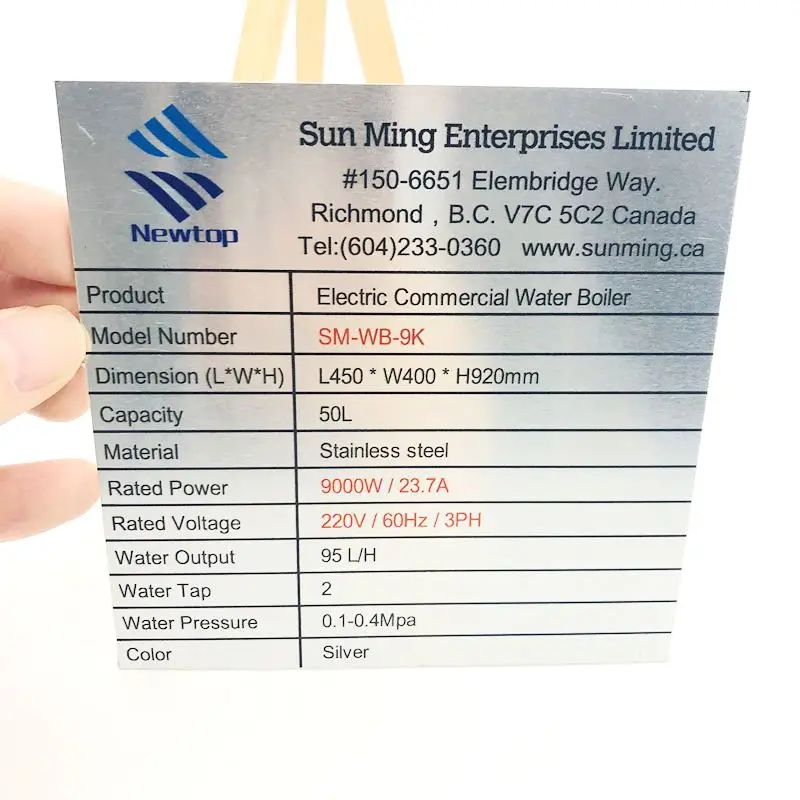 Newtop
Sun Ming Enterprises Limited
#150-6651 Elembridge Way.
Richmond , B.C. V7C 5C2 Canada
Tel:(604)233-0360 www.sunming.ca
Product Electric Commercial Water Boiler
Model Number SM-WB-9K
Dimension (L*W*H) L450 * W400 * H920mm
Capacity 50L
Material Stainless steel
Rated Power 9000W / 23.7A
Rated Voltage 220V / 60Hz / 3PH
Water Output 95 L/H
Water Tap 2
Water Pressure 0.1-0.4Mpa
Color Silver